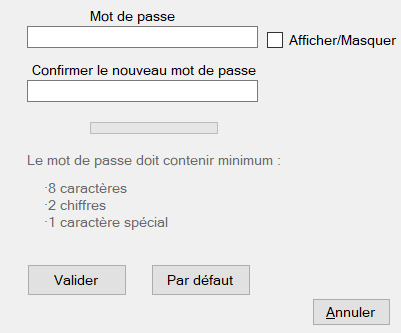 Mot de passe
Afficher/Masquer
Confirmer le nouveau mot de passe
Le mot de passe doit contenir minimum :
·8 caractères
·2 chiffres
·1 caractère spécial
Valider
Par défaut
Annuler